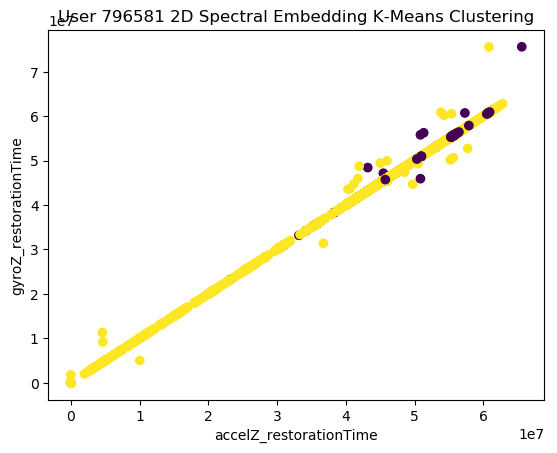 User 796581 2D Spectral Embedding K-Means Clustering
1e7
7
6
5
4
3
2
1
0
gyroZ_restorationTime
0 1 2 3 4 5 6
accelZ_restorationTime
1e7